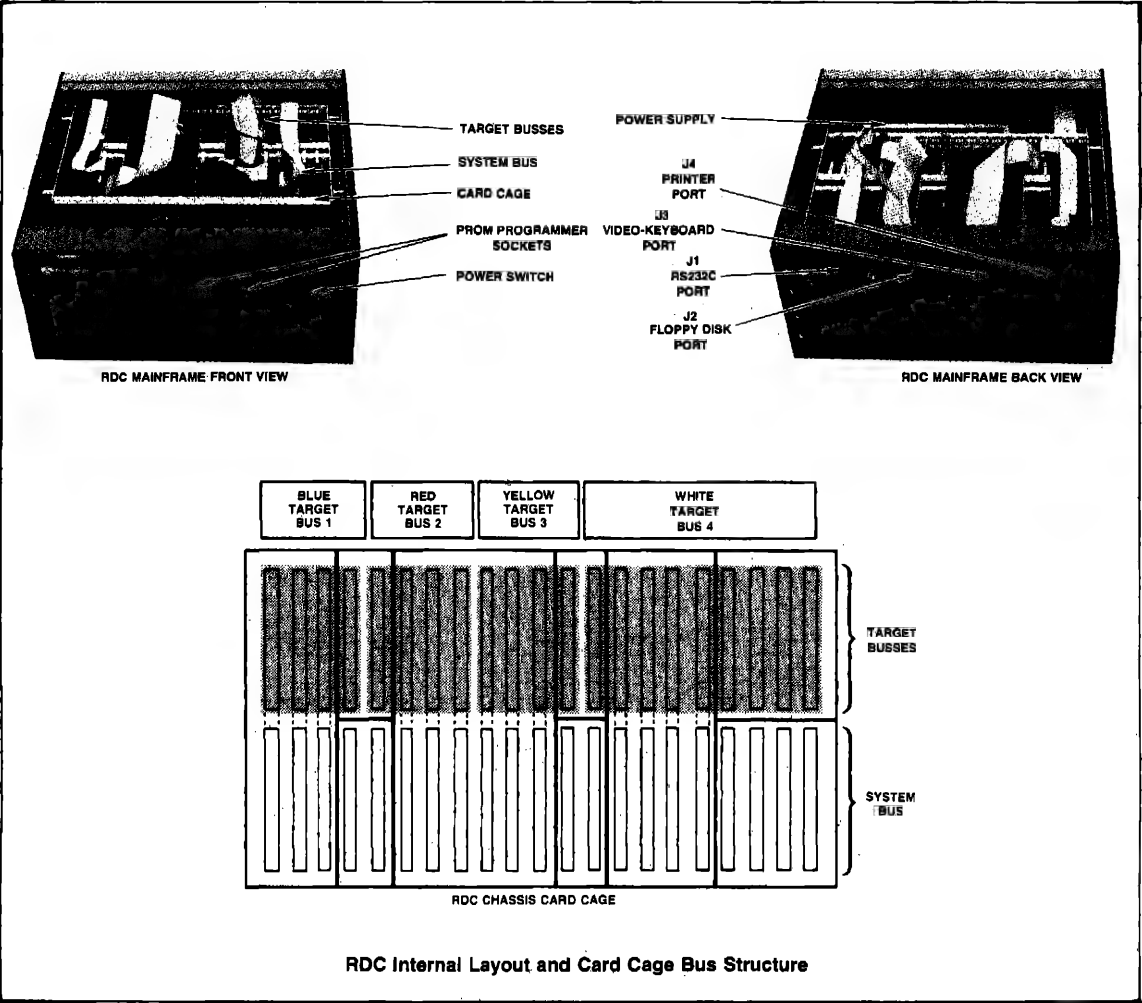 TARGET BUSSES
SYSTEM BUS
CARD CAGE
PROM PROGRAMMER
SOCKETS
POWER SWITCH
RDC MAINFRAME FRONT VIEW
POWER SUPPLY
J4
PRINTER
PORT
J3
VIDEO-KEYBOARD
PORT
J1
RS232C
PORT
J2
FLOPPY DISK
PORT
RDC MAINFRAME BACK VIEW
BLUE
TARGET
BUS 1
RED
TARGET
BUS 2
YELLOW
TARGET
BUS 3
WHITE
TARGET
BUS 4
TARGET
BUSSES
SYSTEM
BUS
RDC CHASSIS CARD CAGE
RDC Internal Layout and Card Cage Bus Structure